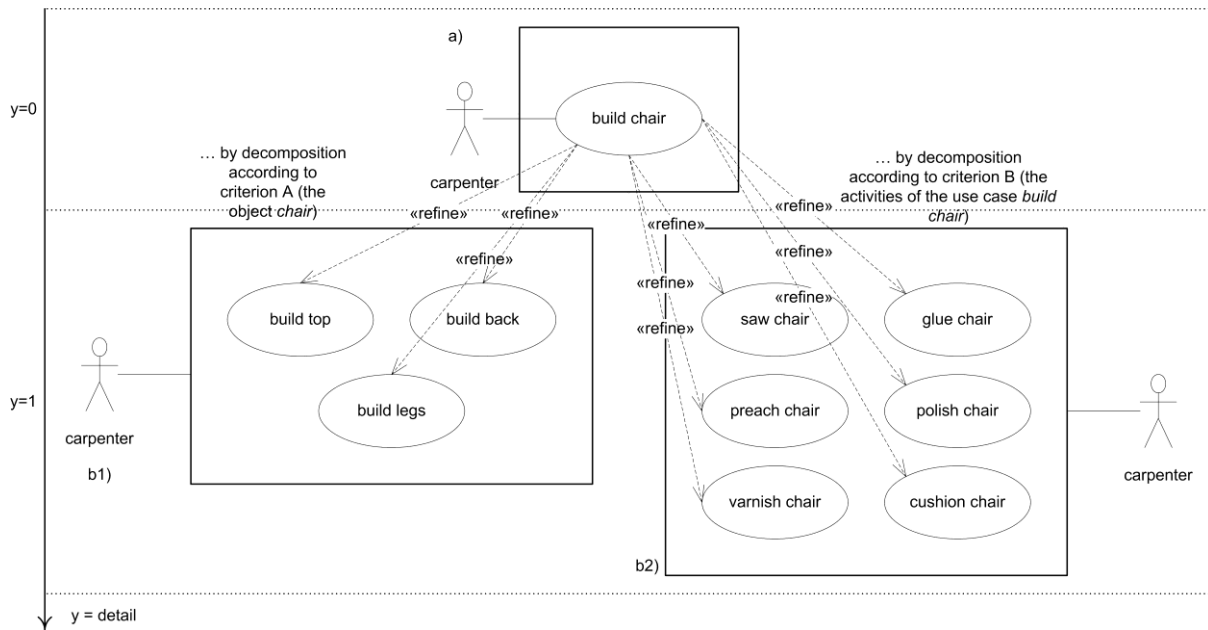 a)
y=0
build chair
carpenter
… by decomposition
according to
criterion A (the
object chair)
… by decomposition
according to criterion B (the
activities of the use case build
chair)
«refine»
«refine»
«refine»
«refine»
«refine»
«refine»
«refine»
«refine»
«refine»
y=1
build top
build back
build legs
carpenter
b1)
saw chair
glue chair
preach chair
polish chair
varnish chair
cushion chair
carpenter
b2)
y = detail